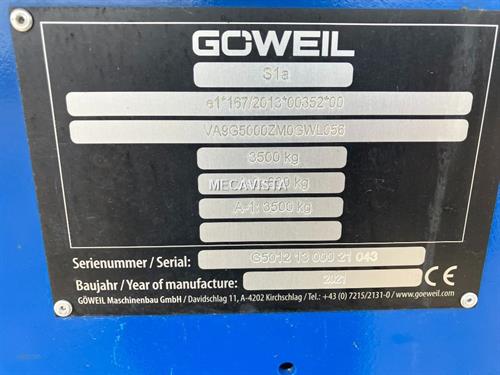 GÖWEIL
S1a
e1*167/2013*00352*00
VA9G5000ZM0GWL056
3500 kg
MECAVISTA kg
A-1: 3500 kg
Seriennummer / Serial: G5012 13 000 21 043
Baujahr / Year of manufacture: 2021 CE
GÖWEIL Maschinenbau GmbH / Davidschlag 11, A-4202 Kirchschlag / Tel.: +43 (0) 7215/2131-0 / www.goeweil.com